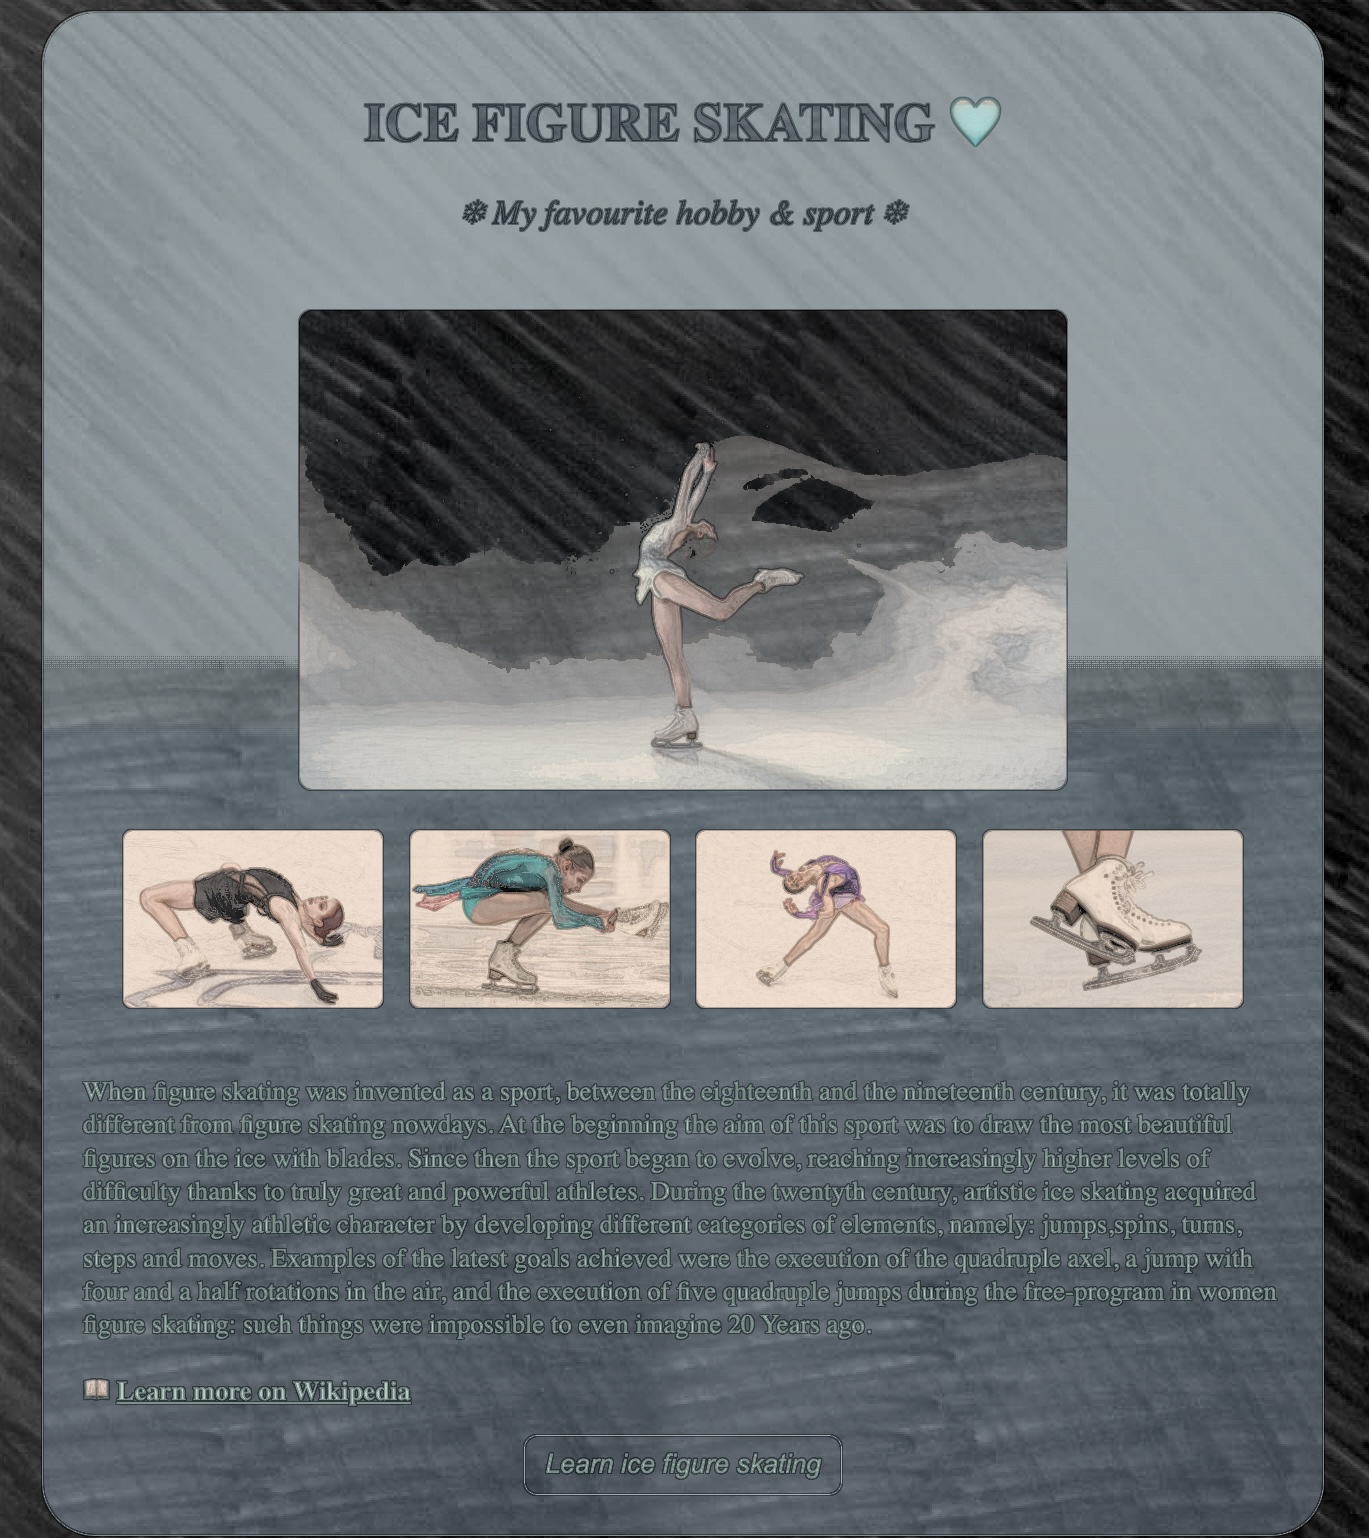 ICE FIGURE SKATING 🩵
❄ My favourite hobby & sport ❄
When figure skating was invented as a sport, between the eighteenth and the nineteenth century, it was totally
different from figure skating nowdays. At the beginning the aim of this sport was to draw the most beautiful
figures on the ice with blades. Since then the sport began to evolve, reaching increasingly higher levels of
difficulty thanks to truly great and powerful athletes. During the twentyth century, artistic ice skating acquired
an increasingly athletic character by developing different categories of elements, namely: jumps,spins, turns,
steps and moves. Examples of the latest goals achieved were the execution of the quadruple axel, a jump with
four and a half rotations in the air, and the execution of five quadruple jumps during the free-program in women
figure skating: such things were impossible to even imagine 20 Years ago.
📖 Learn more on Wikipedia
Learn ice figure skating